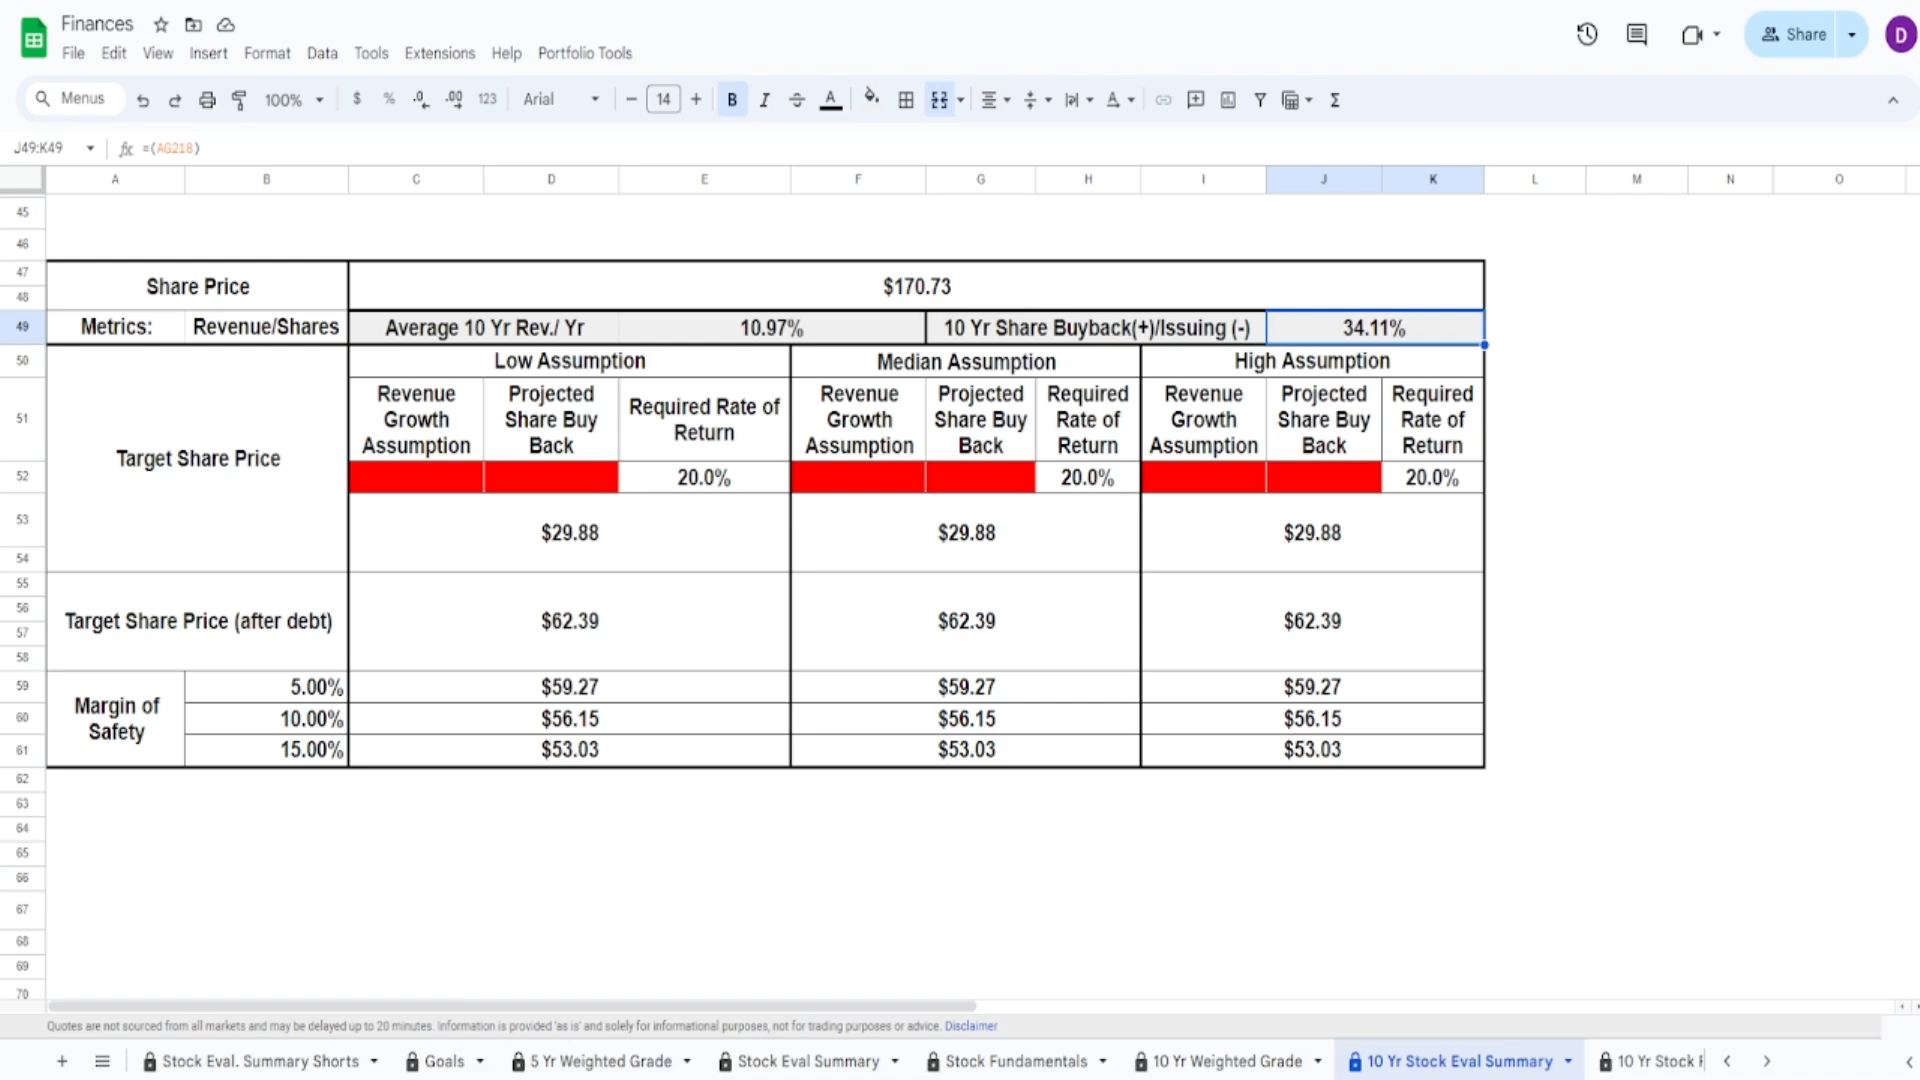 Finances
File Edit View Insert Format Data Tools Extensions Help Portfolio Tools
Share
D
Menus 100% $ % .0 .00 123 Arial 14 B I A Σ
J49:K49 fx =(AG218)
A B C D E F G H I J K L M N O
45
46
47
Share Price $170.73
48
49 Metrics: Revenue/Shares Average 10 Yr Rev./ Yr 10.97% 10 Yr Share Buyback(+)/Issuing (-) 34.11%
50 Low Assumption Median Assumption High Assumption
51 Target Share Price
Revenue Growth Assumption Projected Share Buy Back Required Rate of Return Revenue Growth Assumption Projected Share Buy Back Required Rate of Return Revenue Growth Assumption Projected Share Buy Back Required Rate of Return
52 20.0% 20.0% 20.0%
53 $29.88 $29.88 $29.88
54
55
56
Target Share Price (after debt) $62.39 $62.39 $62.39
57
58
59 Margin of Safety 5.00% $59.27 $59.27 $59.27
60 10.00% $56.15 $56.15 $56.15
61 15.00% $53.03 $53.03 $53.03
62
63
64
65
66
67
68
69
70
Quotes are not sourced from all markets and may be delayed up to 20 minutes. Information is provided 'as is' and solely for informational purposes, not for trading purposes or advice. Disclaimer
Stock Eval. Summary Shorts Goals 5 Yr Weighted Grade Stock Eval Summary Stock Fundamentals 10 Yr Weighted Grade 10 Yr Stock Eval Summary 10 Yr Stock